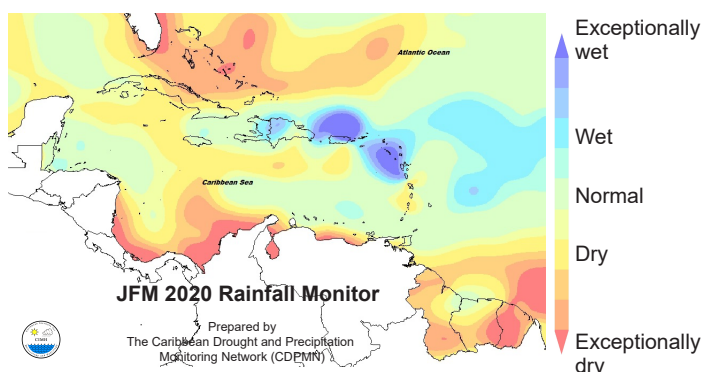 Atlantic Ocean
Caribbean Sea
JFM 2020 Rainfall Monitor
Prepared by
The Caribbean Drought and Precipitation
Monitoring Network (CDPMN)
CIMH
Exceptionally
wet
Wet
Normal
Dry
Exceptionally
dry